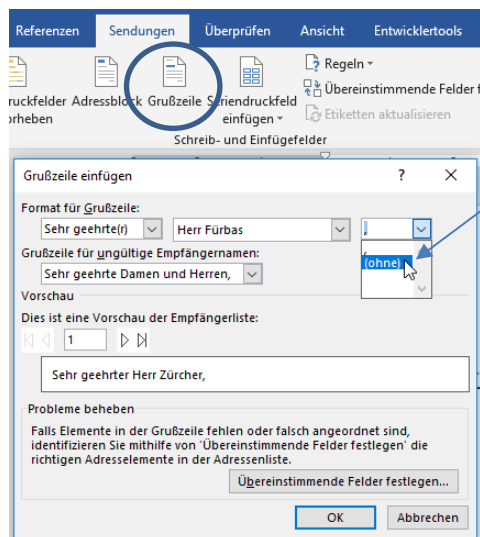 Referenzen Sendungen Überprüfen Ansicht Entwicklertools
Regeln
ruckfelder Adressblock Grußzeile Seriendruckfeld Übereinstimmende Felder f
orheben einfügen Etiketten aktualisieren
Schreib- und Einfügefelder
Grußzeile einfügen ? X
Format für Grußzeile:
Sehr geehrte(r) Herr Fürbas ,
Grußzeile für ungültige Empfängernamen: ,
(ohne)
Sehr geehrte Damen und Herren,
Vorschau
Dies ist eine Vorschau der Empfängerliste:
1
Sehr geehrter Herr Zürcher,
Probleme beheben
Falls Elemente in der Grußzeile fehlen oder falsch angeordnet sind,
identifizieren Sie mithilfe von 'Übereinstimmende Felder festlegen' die
richtigen Adresselemente in der Adressenliste.
Übereinstimmende Felder festlegen...
OK Abbrechen